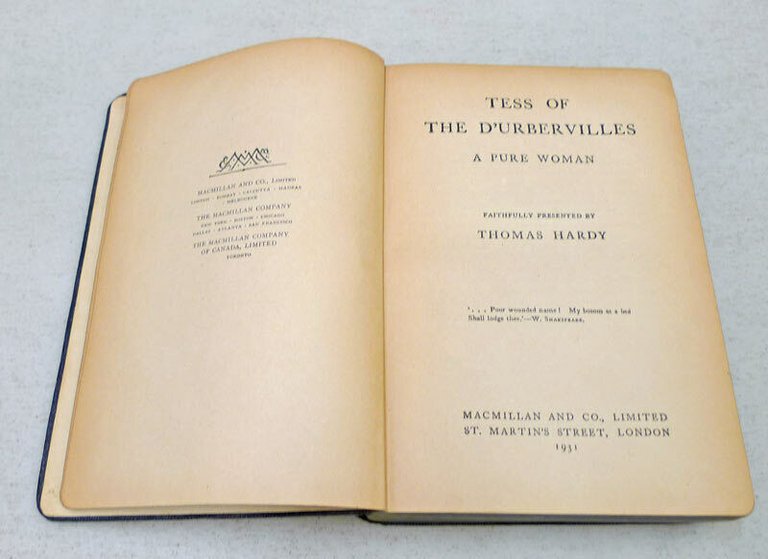 MACMILLAN AND CO., LIMITED
LONDON · BOMBAY · CALCUTTA · MADRAS
MELBOURNE
THE MACMILLAN COMPANY
NEW YORK · BOSTON · CHICAGO
DALLAS · ATLANTA · SAN FRANCISCO
THE MACMILLAN COMPANY
OF CANADA, LIMITED
TORONTO
TESS OF
THE D'URBERVILLES
A PURE WOMAN
FAITHFULLY PRESENTED BY
THOMAS HARDY
'. . . Poor wounded name! My bosom as a bed
Shall lodge thee.'—W. SHAKSPEARE.
MACMILLAN AND CO., LIMITED
ST. MARTIN'S STREET, LONDON
1931